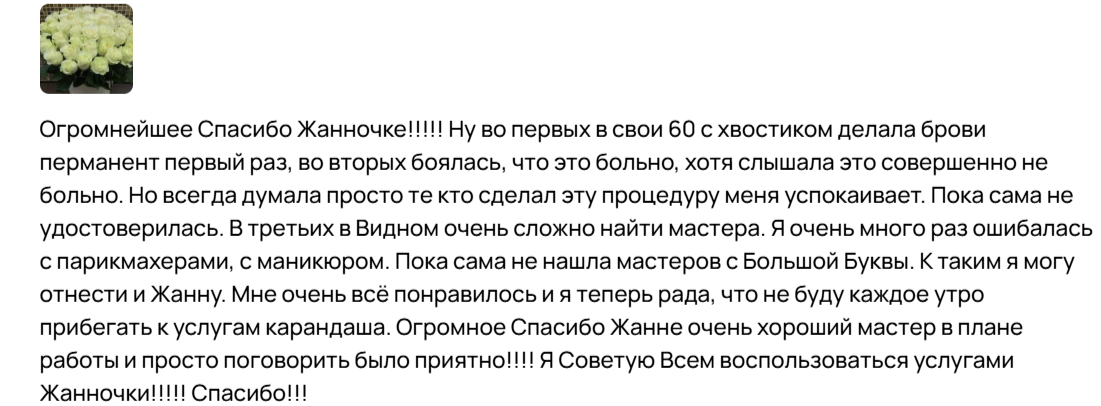 Огромнейшее Спасибо Жанночке!!!!! Ну во первых в свои 60 с хвостиком делала брови
перманент первый раз, во вторых боялась, что это больно, хотя слышала это совершенно не
больно. Но всегда думала просто те кто сделал эту процедуру меня успокаивает. Пока сама не
удостоверилась. В третьих в Видном очень сложно найти мастера. Я очень много раз ошибалась
с парикмахерами, с маникюром. Пока сама не нашла мастеров с Большой Буквы. К таким я могу
отнести и Жанну. Мне очень всё понравилось и я теперь рада, что не буду каждое утро
прибегать к услугам карандаша. Огромное Спасибо Жанне очень хороший мастер в плане
работы и просто поговорить было приятно!!!! Я Советую Всем воспользоваться услугами
Жанночки!!!!! Спасибо!!!